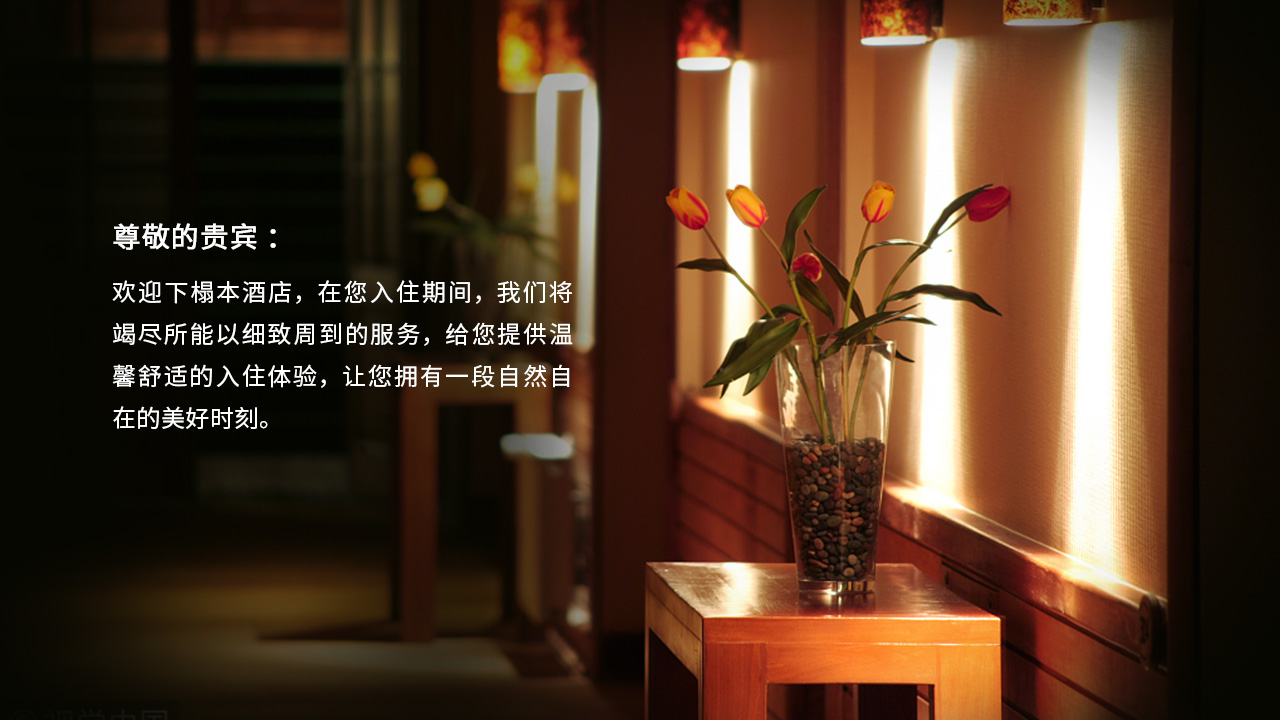 尊敬的贵宾：
欢迎下榻本酒店，在您入住期间，我们将
竭尽所能以细致周到的服务，给您提供温
馨舒适的入住体验，让您拥有一段自然自
在的美好时刻。